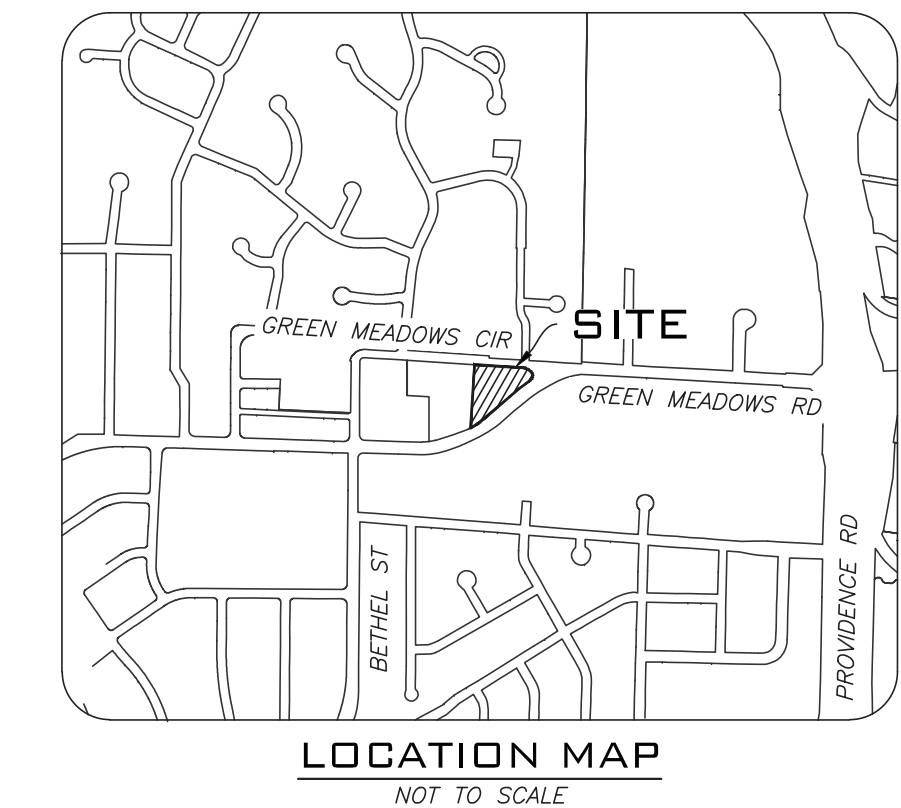 SITE
GREEN MEADOWS CIR
GREEN MEADOWS RD
BETHEL ST
PROVIDENCE RD
LOCATION MAP
NOT TO SCALE